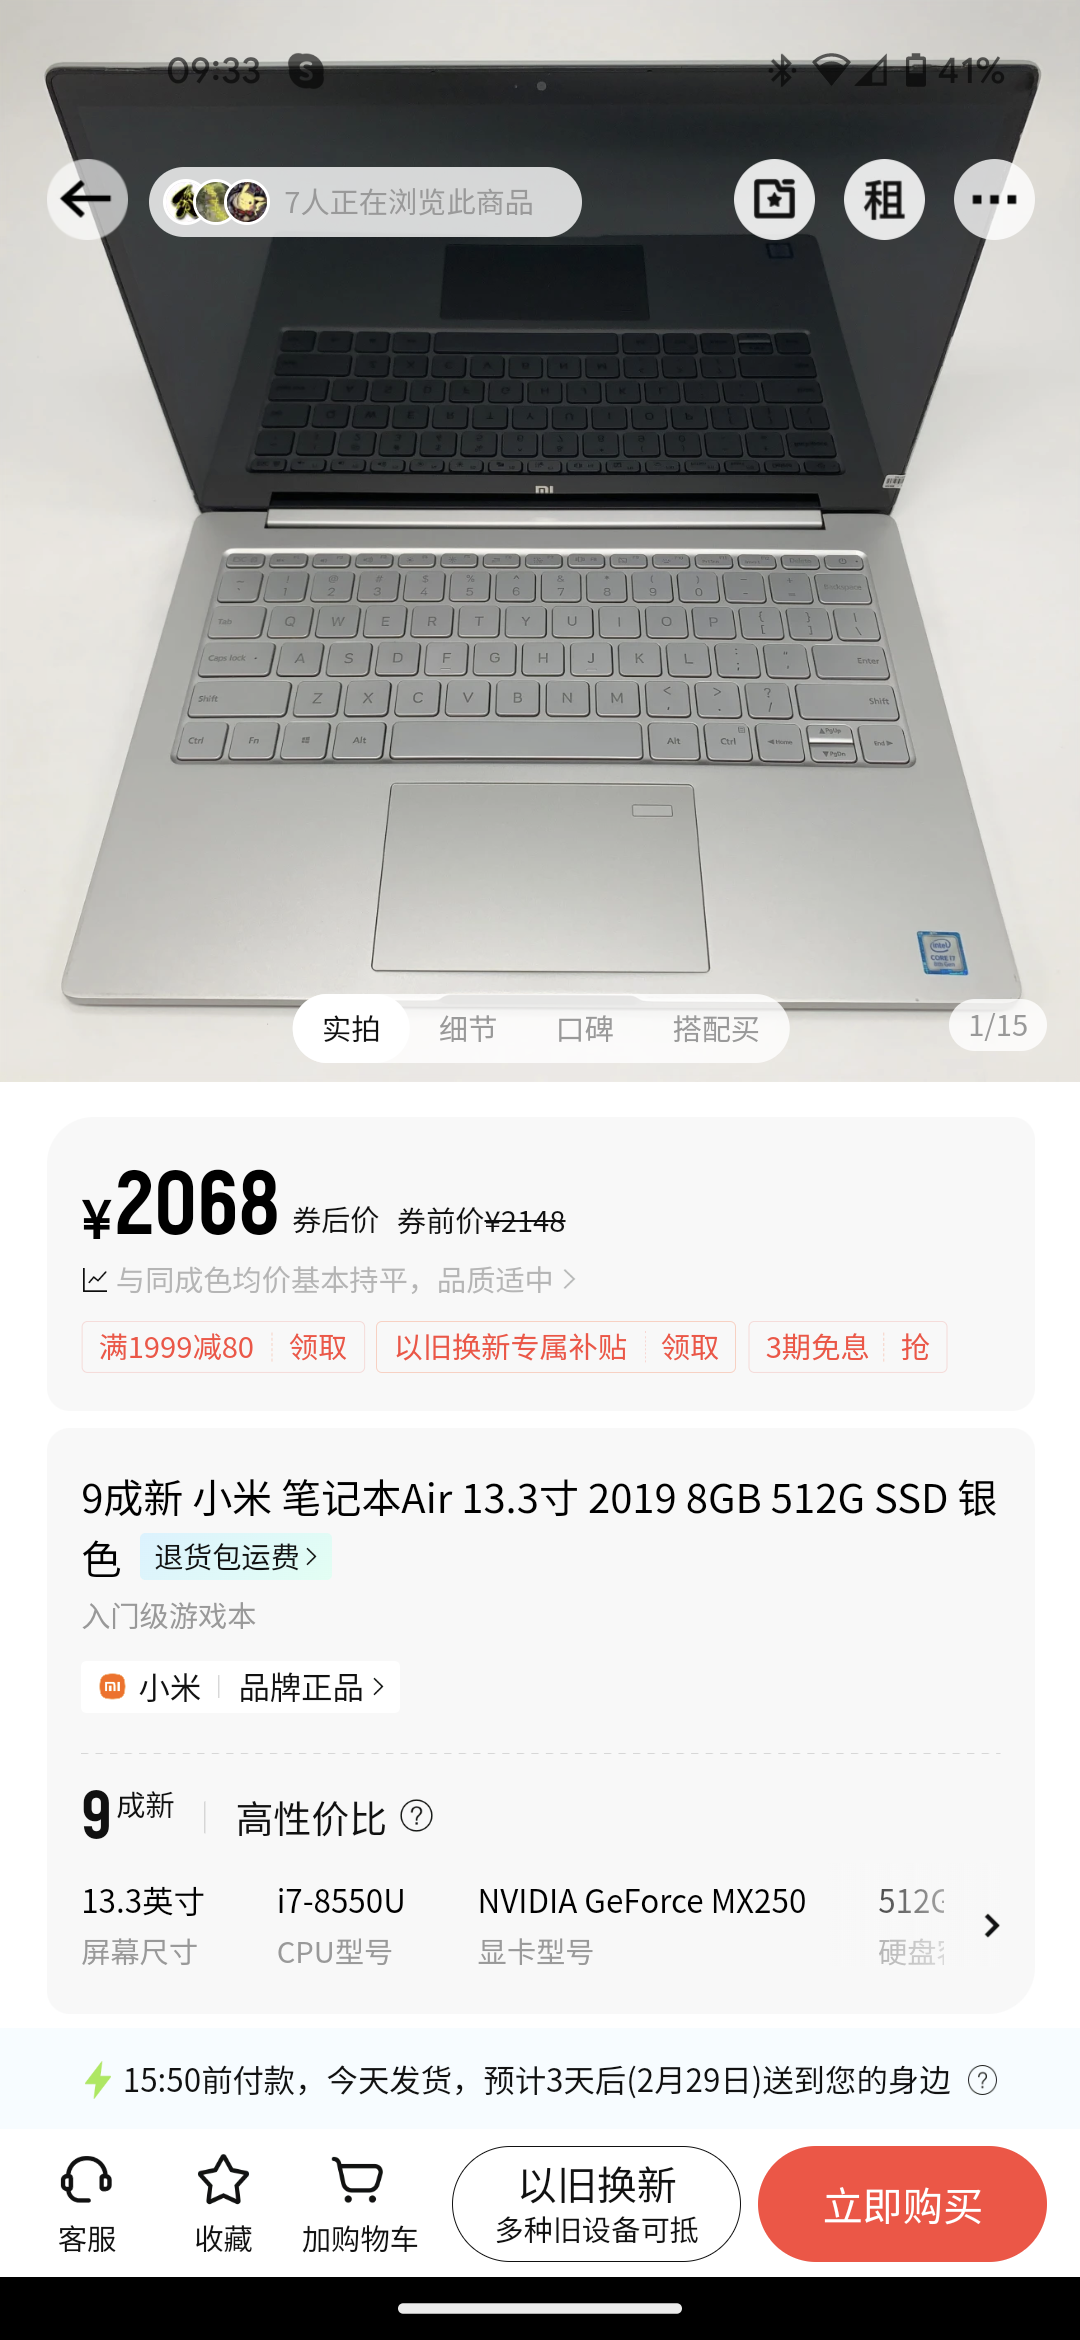 09:33
41%
7人正在浏览此商品
租
实拍 细节 口碑 搭配买
1/15
¥2068 券后价 券前价¥2148
与同成色均价基本持平，品质适中
满1999减80 领取 以旧换新专属补贴 领取 3期免息 抢
9成新 小米 笔记本Air 13.3寸 2019 8GB 512G SSD 银
色 退货包运费
入门级游戏本
小米 品牌正品
9成新 高性价比
13.3英寸 i7-8550U NVIDIA GeForce MX250 512G
屏幕尺寸 CPU型号 显卡型号 硬盘
15:50前付款，今天发货，预计3天后(2月29日)送到您的身边
客服 收藏 加购物车
以旧换新
多种旧设备可抵
立即购买